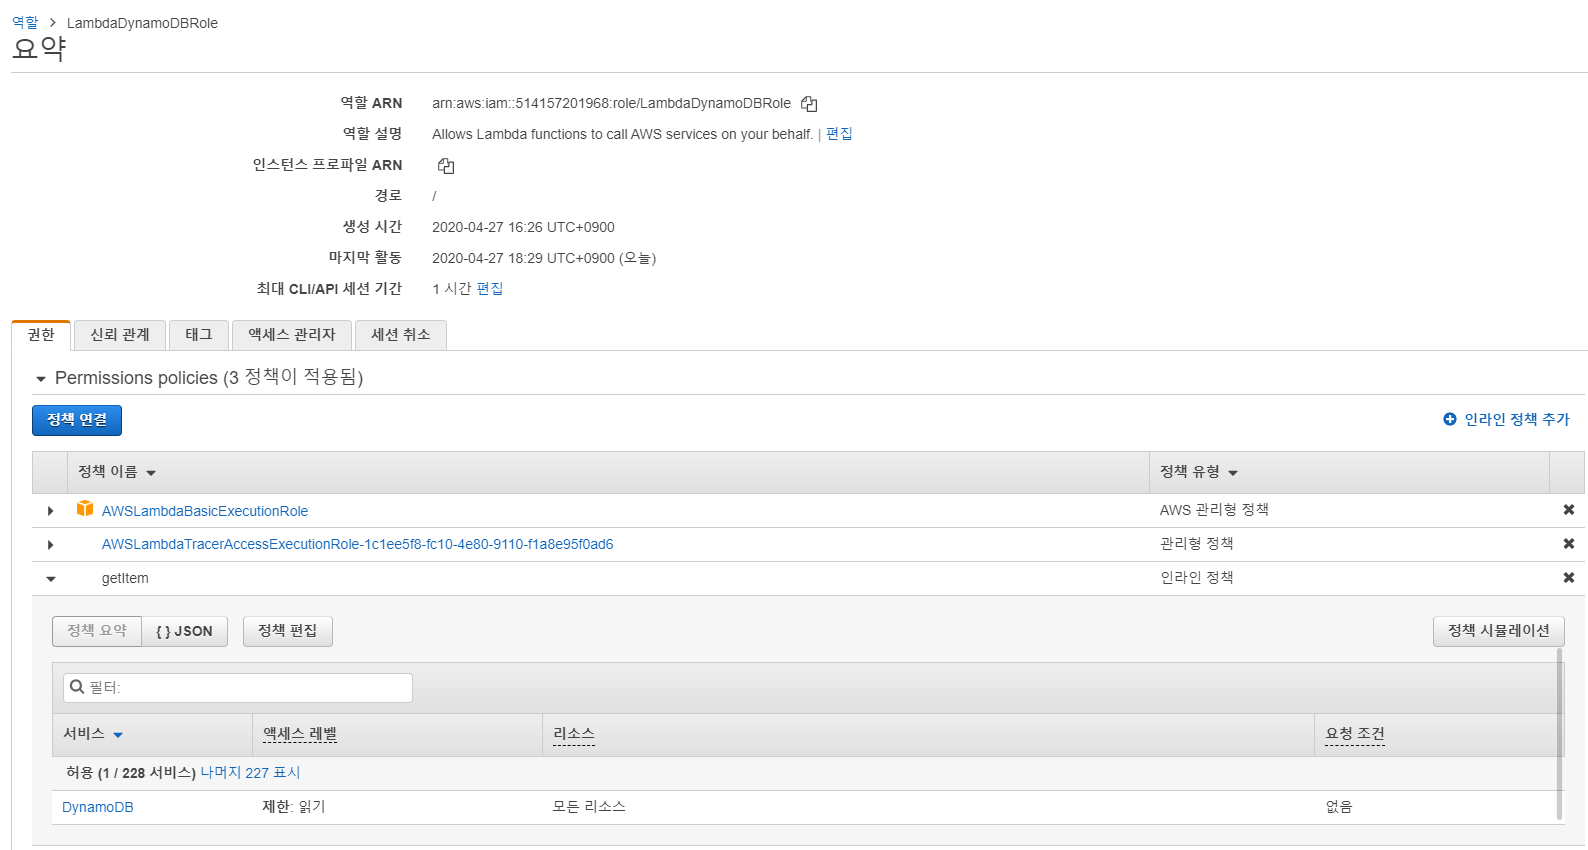 역할 > LambdaDynamoDBRole
요약
역할 ARN arn:aws:iam::514157201968:role/LambdaDynamoDBRole
역할 설명 Allows Lambda functions to call AWS services on your behalf. | 편집
인스턴스 프로파일 ARN
경로 /
생성 시간 2020-04-27 16:26 UTC+0900
마지막 활동 2020-04-27 18:29 UTC+0900 (오늘)
최대 CLI/API 세션 기간 1 시간 편집
권한 신뢰 관계 태그 액세스 관리자 세션 취소
Permissions policies (3 정책이 적용됨)
정책 연결 인라인 정책 추가
정책 이름 정책 유형
AWSLambdaBasicExecutionRole AWS 관리형 정책
AWSLambdaTracerAccessExecutionRole-1c1ee5f8-fc10-4e80-9110-f1a8e95f0ad6 관리형 정책
getItem 인라인 정책
정책 요약 { } JSON 정책 편집 정책 시뮬레이션
필터:
서비스 액세스 레벨 리소스 요청 조건
허용 (1 / 228 서비스) 나머지 227 표시
DynamoDB 제한: 읽기 모든 리소스 없음